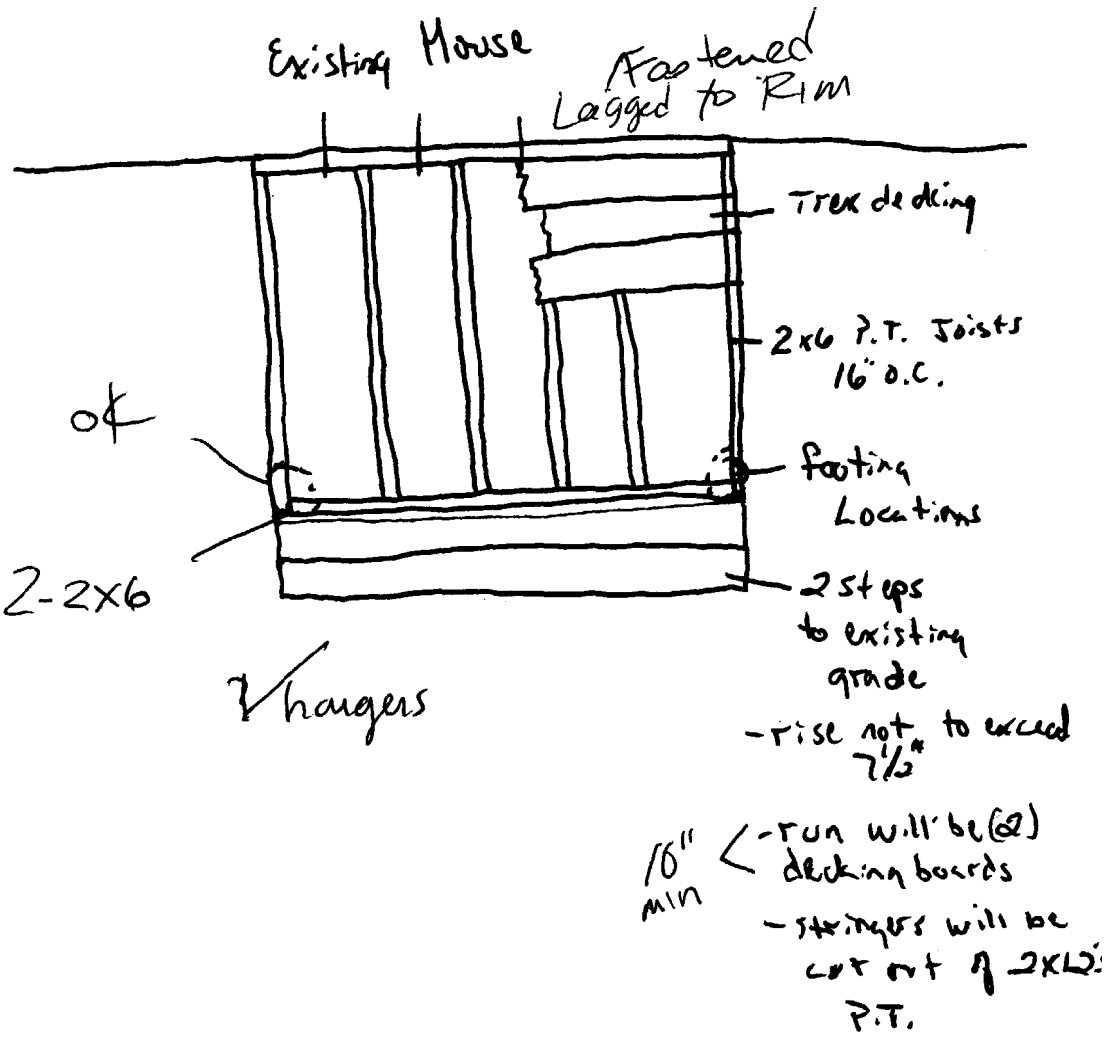 Existing House
Fastened
Lagged to Rim
Trex decking
2x6 P.T. Joists
16" O.C.
OK
footing
Locations
2-2x6
2 steps
to existing
grade
hangers
-rise not to exceed
7 1/2"
10"
min
-run will be (2)
decking boards
-stringers will be
cut out of 2x12's
P.T.